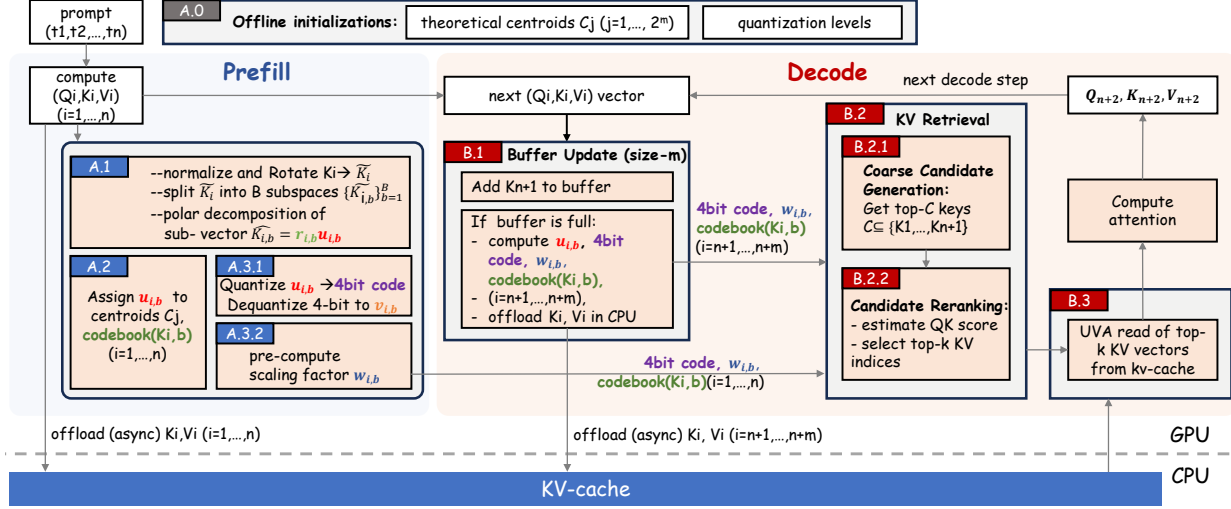 prompt
(t1,t2,…,tn)
A.0
Offline initializations:
theoretical centroids Cj (j=1,…, 2ᵐ)
quantization levels
Prefill
compute
(Qi,Ki,Vi)
(i=1,…,n)
A.1
--normalize and Rotate Ki→ K̃ᵢ
--split K̃ᵢ into B subspaces {K̃ᵢ,b}ᴮb=1
--polar decomposition of
sub- vector K̂ᵢ,b = rᵢ,buᵢ,b
A.2
Assign uᵢ,b to
centroids Cj,
codebook(Ki,b)
(i=1,…,n)
A.3.1
Quantize uᵢ,b →4bit code
Dequantize 4-bit to vᵢ,b
A.3.2
pre-compute
scaling factor wᵢ,b
Decode
next (Qi,Ki,Vi) vector
next decode step
Qn+2, Kn+2, Vn+2
B.1
Buffer Update (size-m)
Add Kn+1 to buffer
If buffer is full:
- compute uᵢ,b, 4bit
code, wᵢ,b,
codebook(Ki,b),
- (i=n+1,…,n+m),
- offload Ki, Vi in CPU
4bit code, wᵢ,b,
codebook(Ki,b)
(i=n+1,…,n+m)
4bit code, wᵢ,b,
codebook(Ki,b)(i=1,…,n)
B.2
KV Retrieval
B.2.1
Coarse Candidate
Generation:
Get top-C keys
C⊆ {K1,…,Kn+1}
B.2.2
Candidate Reranking:
- estimate QK score
- select top-k KV
indices
Compute
attention
B.3
UVA read of top-
k KV vectors
from kv-cache
offload (async) Ki,Vi (i=1,…,n)
offload (async) Ki, Vi (i=n+1,…,n+m)
GPU
CPU
KV-cache